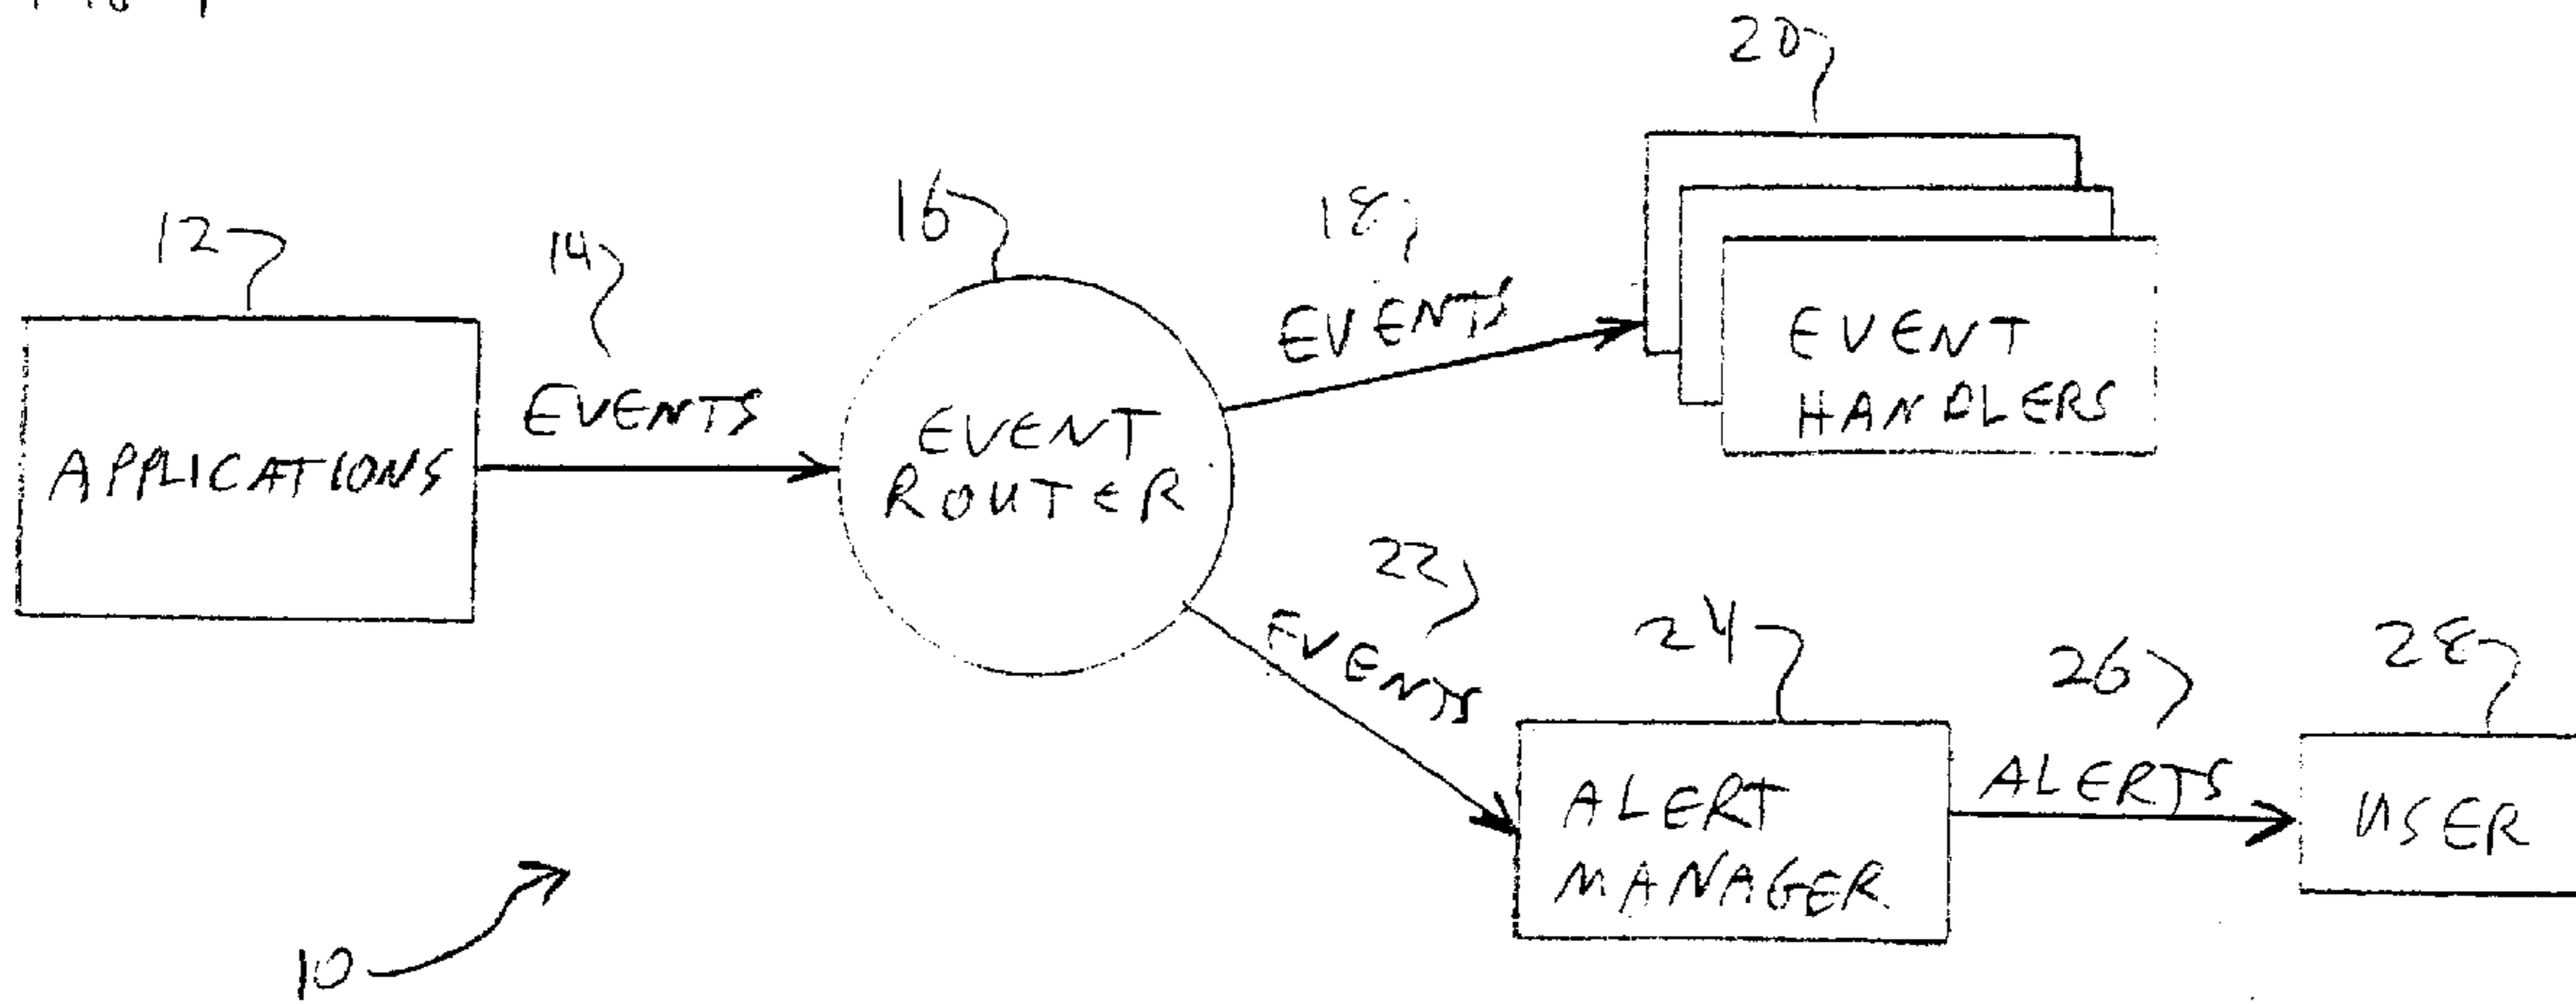 20
16
18
12
14
EVENTS
EVENT
HANDLERS
EVENTS
APPLICATIONS
EVENT
ROUTER
22
EVENTS
24
26
28
ALERTS
ALERT
MANAGER
USER
10